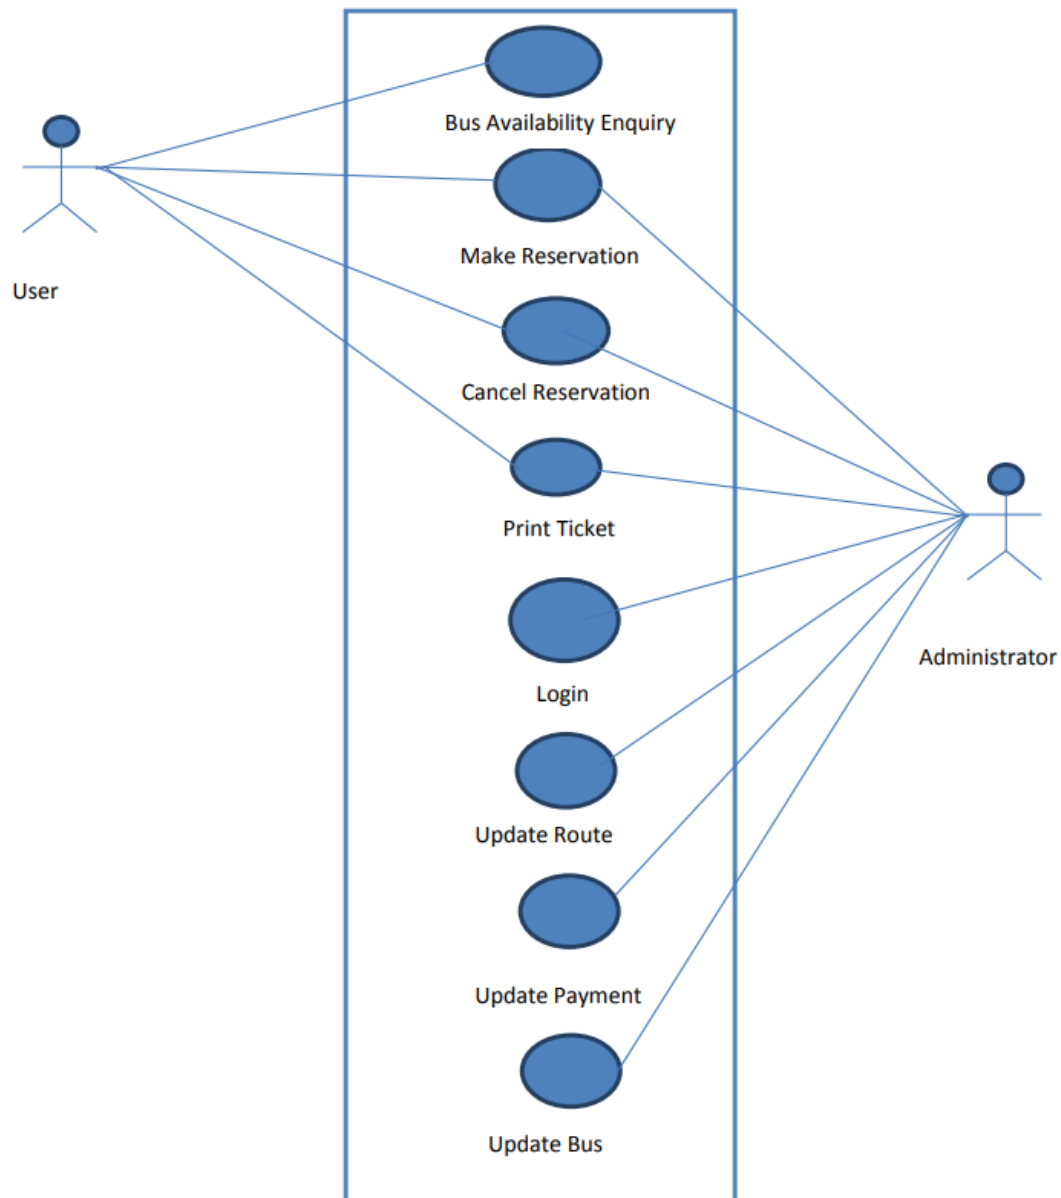 Bus Availability Enquiry
Make Reservation
User
Cancel Reservation
Print Ticket
Administrator
Login
Update Route
Update Payment
Update Bus